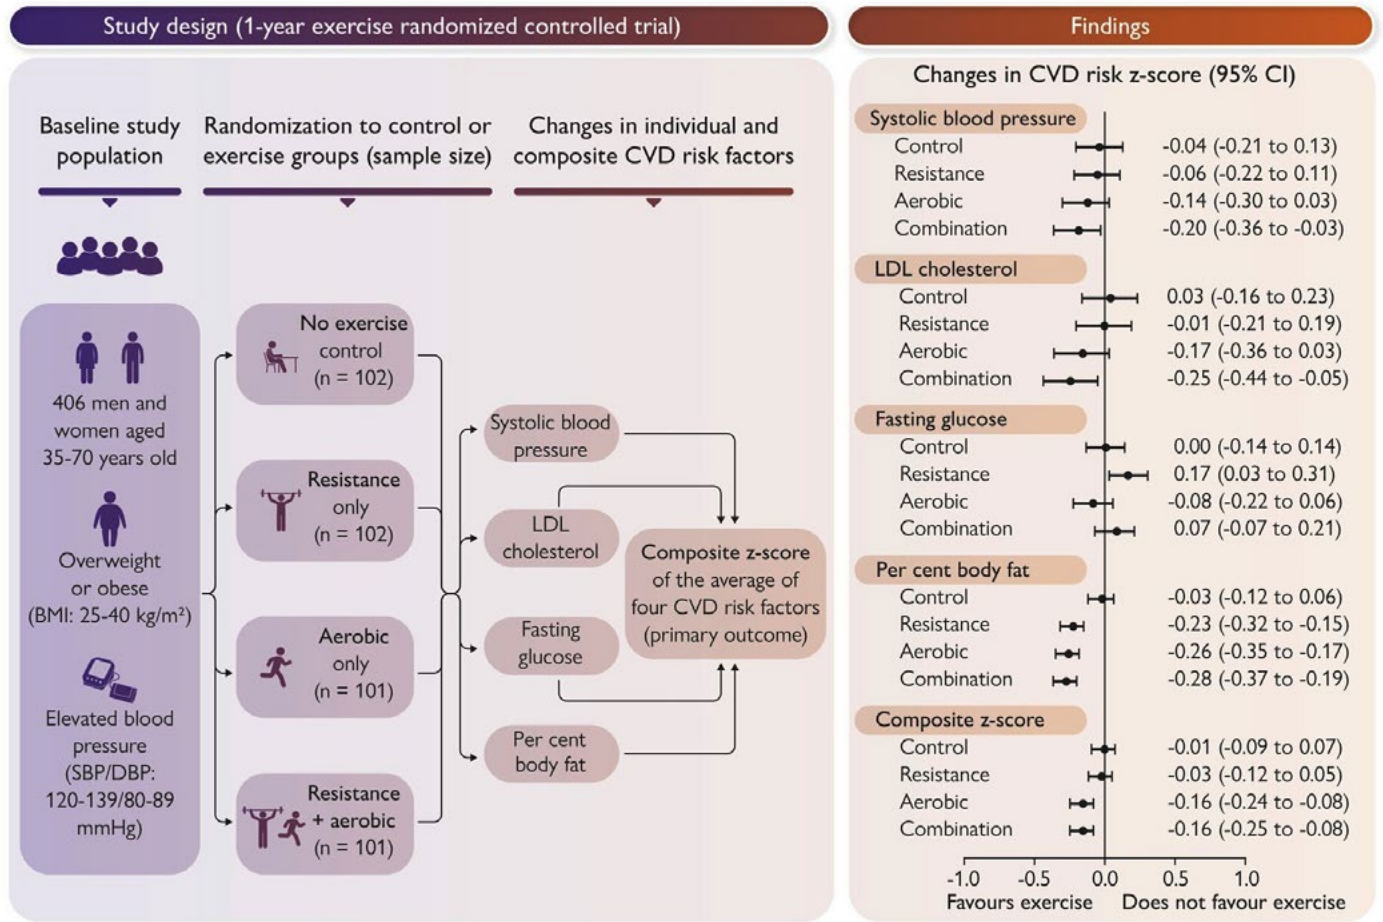 Study design (1-year exercise randomized controlled trial)
Baseline study
population
Randomization to control or
exercise groups (sample size)
Changes in individual and
composite CVD risk factors
406 men and
women aged
35-70 years old
Overweight
or obese
(BMI: 25-40 kg/m²)
Elevated blood
pressure
(SBP/DBP:
120-139/80-89
mmHg)
No exercise
control
(n = 102)
Resistance
only
(n = 102)
Aerobic
only
(n = 101)
Resistance
+ aerobic
(n = 101)
Systolic blood
pressure
LDL
cholesterol
Fasting
glucose
Per cent
body fat
Composite z-score
of the average of
four CVD risk factors
(primary outcome)
Findings
Changes in CVD risk z-score (95% CI)
Systolic blood pressure
Control -0.04 (-0.21 to 0.13)
Resistance -0.06 (-0.22 to 0.11)
Aerobic -0.14 (-0.30 to 0.03)
Combination -0.20 (-0.36 to -0.03)
LDL cholesterol
Control 0.03 (-0.16 to 0.23)
Resistance -0.01 (-0.21 to 0.19)
Aerobic -0.17 (-0.36 to 0.03)
Combination -0.25 (-0.44 to -0.05)
Fasting glucose
Control 0.00 (-0.14 to 0.14)
Resistance 0.17 (0.03 to 0.31)
Aerobic -0.08 (-0.22 to 0.06)
Combination 0.07 (-0.07 to 0.21)
Per cent body fat
Control -0.03 (-0.12 to 0.06)
Resistance -0.23 (-0.32 to -0.15)
Aerobic -0.26 (-0.35 to -0.17)
Combination -0.28 (-0.37 to -0.19)
Composite z-score
Control -0.01 (-0.09 to 0.07)
Resistance -0.03 (-0.12 to 0.05)
Aerobic -0.16 (-0.24 to -0.08)
Combination -0.16 (-0.25 to -0.08)
-1.0 -0.5 0.0 0.5 1.0
Favours exercise Does not favour exercise